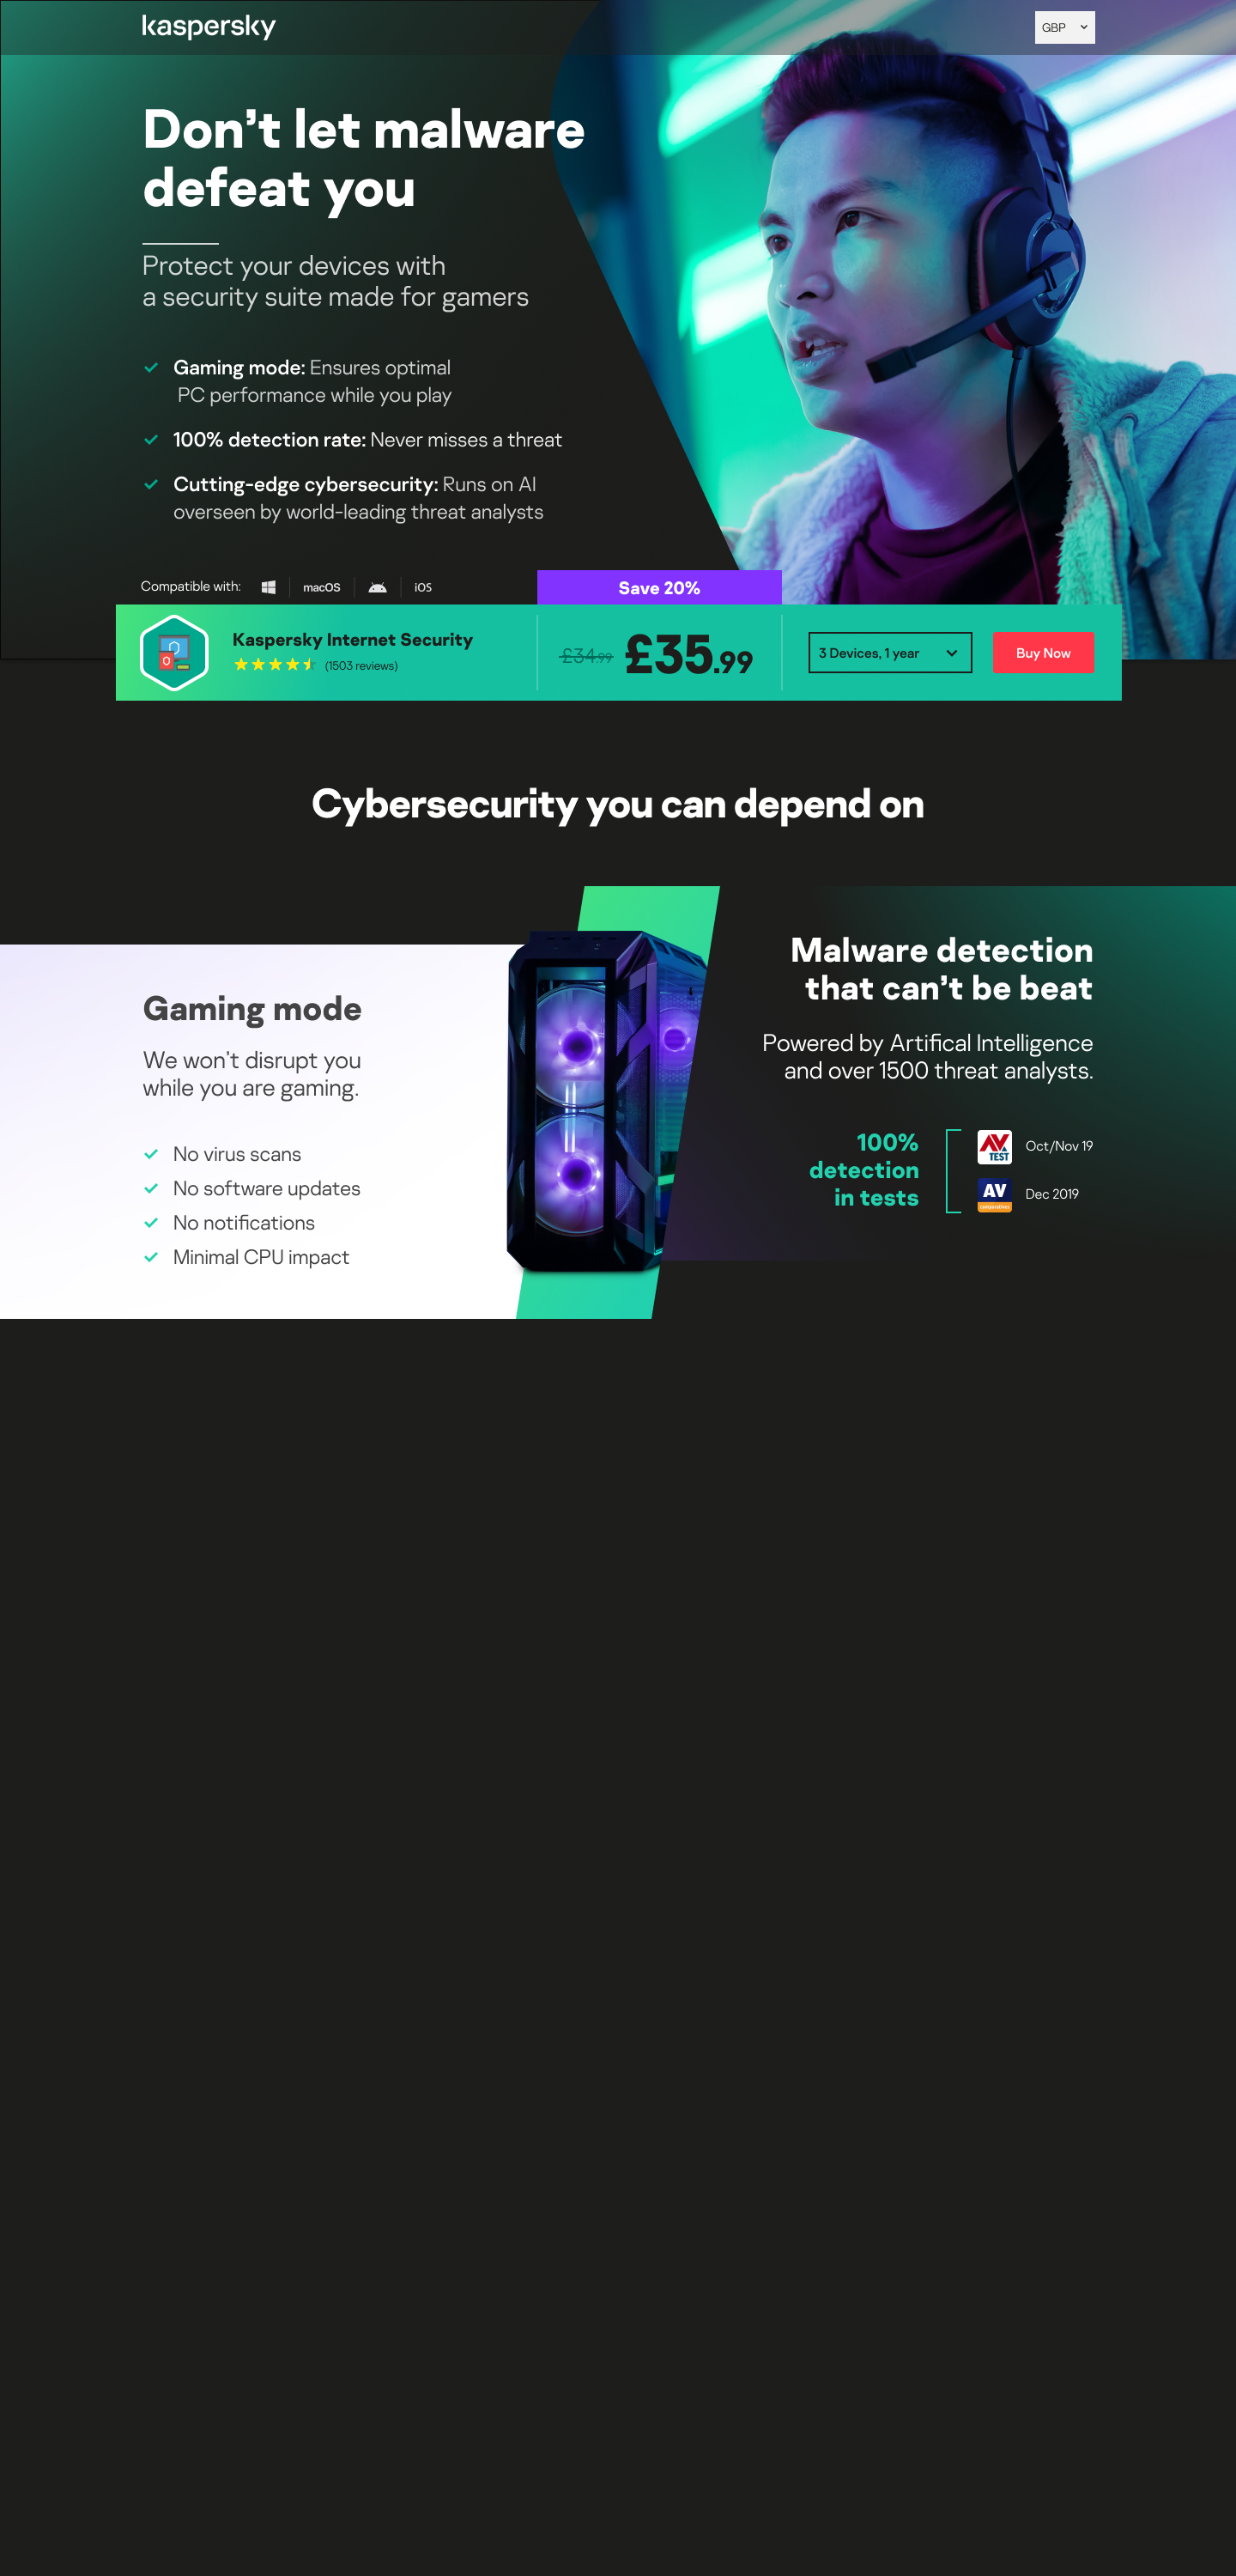 kaspersky
GBP
Don't let malware
defeat you
Protect your devices with
a security suite made for gamers
Gaming mode: Ensures optimal
PC performance while you play
100% detection rate: Never misses a threat
Cutting-edge cybersecurity: Runs on AI
overseen by world-leading threat analysts
Compatible with:
macOS
iOS
Save 20%
Kaspersky Internet Security
(1503 reviews)
£34.99
£35.99
3 Devices, 1 year
Buy Now
Cybersecurity you can depend on
Gaming mode
We won't disrupt you
while you are gaming.
No virus scans
No software updates
No notifications
Minimal CPU impact
Malware detection
that can't be beat
Powered by Artifical Intelligence
and over 1500 threat analysts.
100%
detection
in tests
AV
TEST
Oct/Nov 19
AV
comparatives
Dec 2019